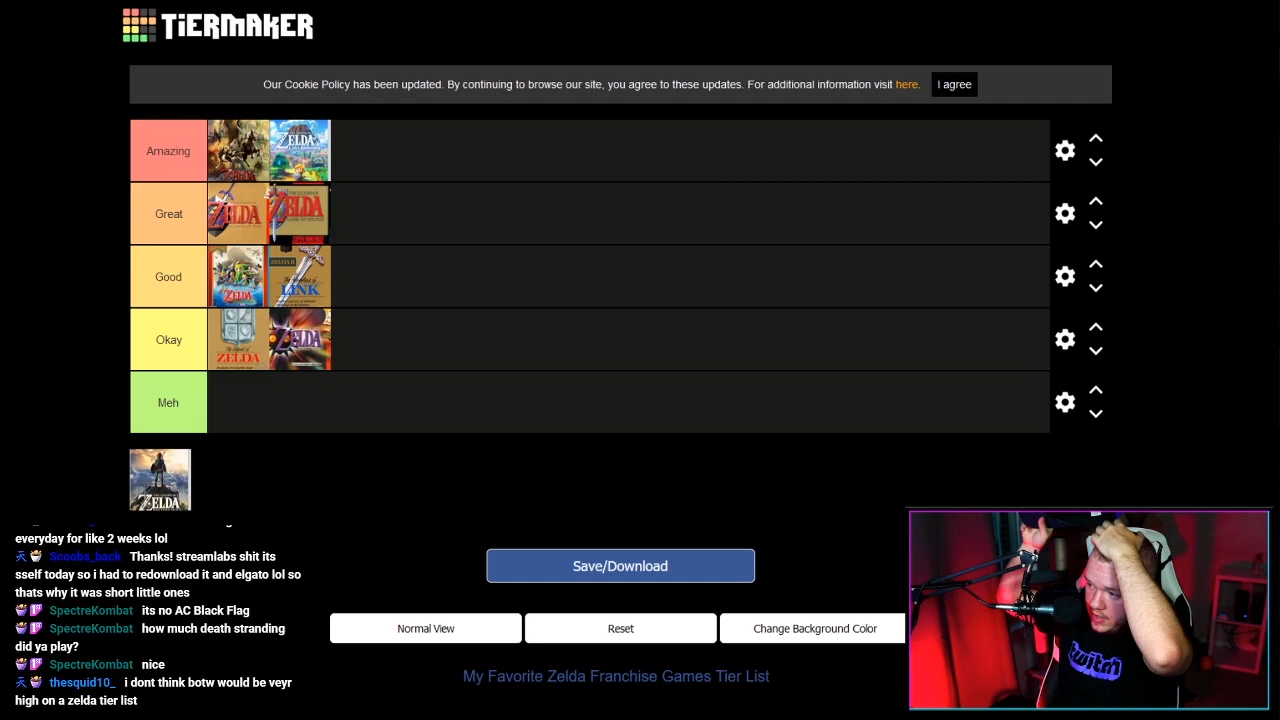 TiERMAKER
Our Cookie Policy has been updated. By continuing to browse our site, you agree to these updates. For additional information visit here. I agree
Amazing
ZELDA
ZELDA
Great
ZELDA
ZELDA
Good
ZELDA
ZELDA II
LINK
Okay
ZELDA
ZELDA
Meh
ZELDA
everyday for like 2 weeks lol
Scoobs_back Thanks! streamlabs shit its
sself today so i had to redownload it and elgato lol so
thats why it was short little ones
SpectreKombat its no AC Black Flag
SpectreKombat how much death stranding
did ya play?
SpectreKombat nice
thesquid10_ i dont think botw would be veyr
high on a zelda tier list
Save/Download
Normal View
Reset
Change Background Color
My Favorite Zelda Franchise Games Tier List
twitch